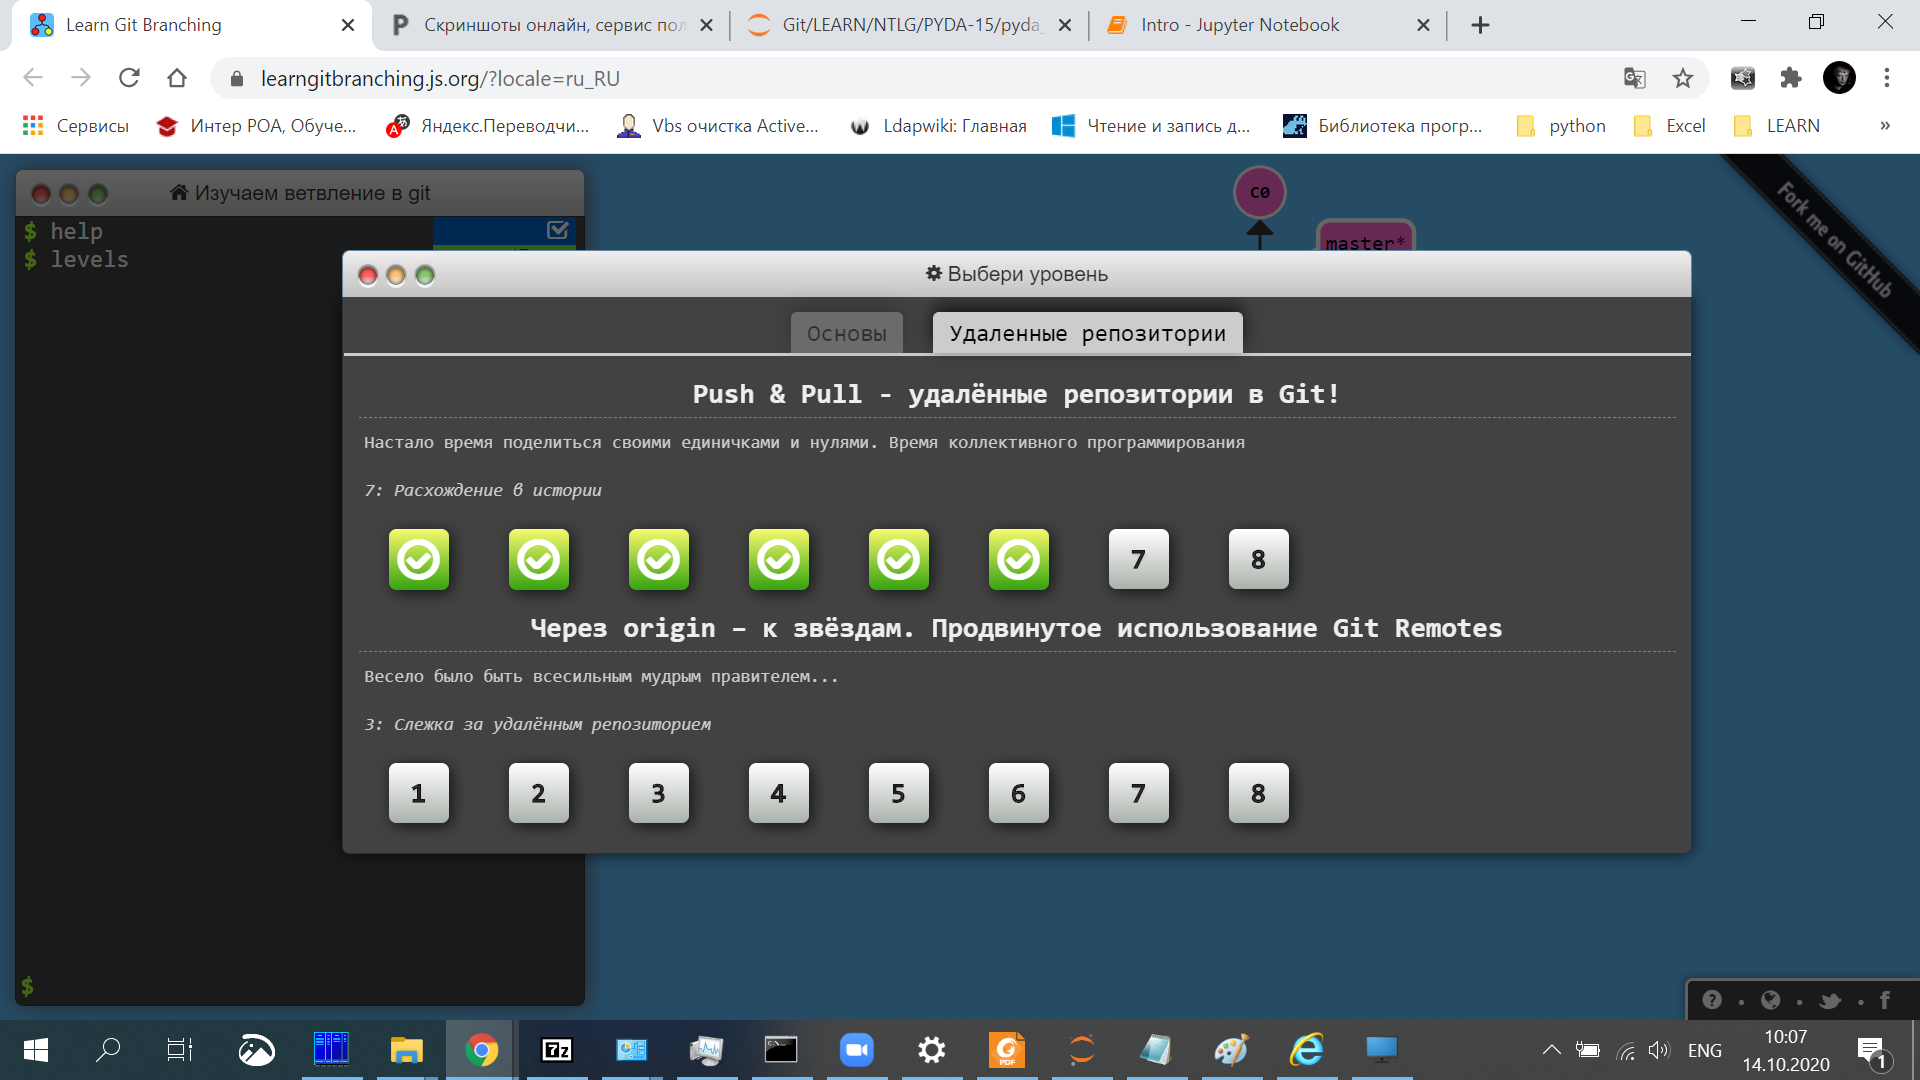 Learn Git Branching
Скриншоты онлайн, сервис пол
Git/LEARN/NTLG/PYDA-15/pyda_
Intro - Jupyter Notebook
learngitbranching.js.org/?locale=ru_RU
Сервисы
Интер РОА, Обуче...
Яндекс.Переводчи...
Vbs очистка Active...
Ldapwiki: Главная
Чтение и запись д...
Библиотека прогр...
python
Excel
LEARN
»
Изучаем ветвление в git
$ help
$ levels
c0
master*
Fork me on GitHub
Выбери уровень
Основы
Удаленные репозитории
Push & Pull - удалённые репозитории в Git!
Настало время поделиться своими единичками и нулями. Время коллективного программирования
7: Расхождение в истории
7 8
Через origin – к звёздам. Продвинутое использование Git Remotes
Весело было быть всесильным мудрым правителем...
3: Слежка за удалённым репозиторием
1 2 3 4 5 6 7 8
$
7z
PDF
ENG
10:07
14.10.2020
1